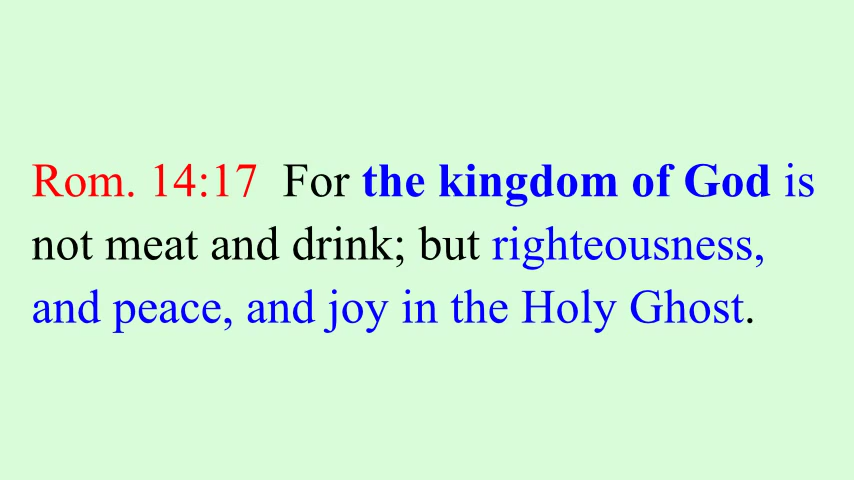 Rom. 14:17  For the kingdom of God is
not meat and drink; but righteousness,
and peace, and joy in the Holy Ghost.